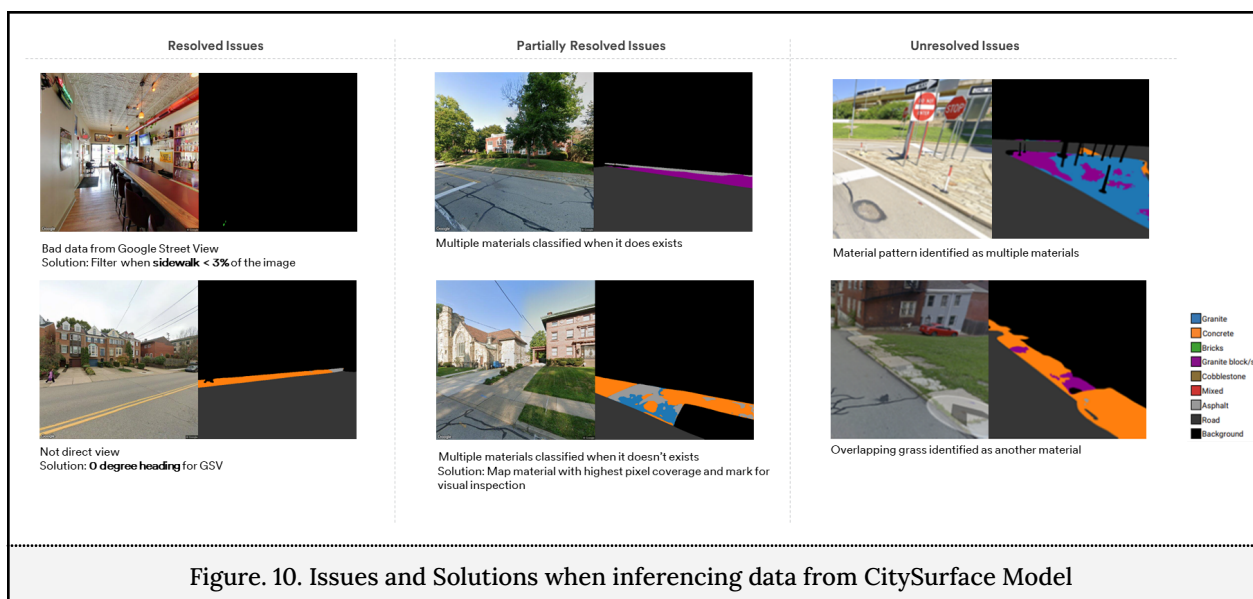 Resolved Issues
Partially Resolved Issues
Unresolved Issues
Bad data from Google Street View
Solution: Filter when sidewalk < 3% of the image
Multiple materials classified when it does exists
STOP
Material pattern identified as multiple materials
Not direct view
Solution: 0 degree heading for GSV
Multiple materials classified when it doesn't exists
Solution: Map material with highest pixel coverage and mark for
visual inspection
Overlapping grass identified as another material
Granite
Concrete
Bricks
Granite block/s
Cobblestone
Mixed
Asphalt
Road
Background
Figure. 10. Issues and Solutions when inferencing data from CitySurface Model